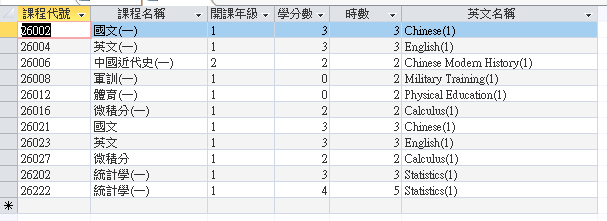 課程代號 課程名稱 開課年級 學分數 時數 英文名稱
26002 國文(一) 1 3 3 Chinese(1)
26004 英文(一) 1 3 3 English(1)
26006 中國近代史(一) 2 2 2 Chinese Modern History(1)
26008 軍訓(一) 1 0 2 Military Training(1)
26012 體育(一) 1 0 2 Physical Education(1)
26016 微積分(一) 1 2 2 Calculus(1)
26021 國文 1 3 3 Chinese(1)
26023 英文 1 3 3 English(1)
26027 微積分 1 2 2 Calculus(1)
26202 統計學(一) 1 3 3 Statistics(1)
26222 統計學(一) 1 4 5 Statistics(1)